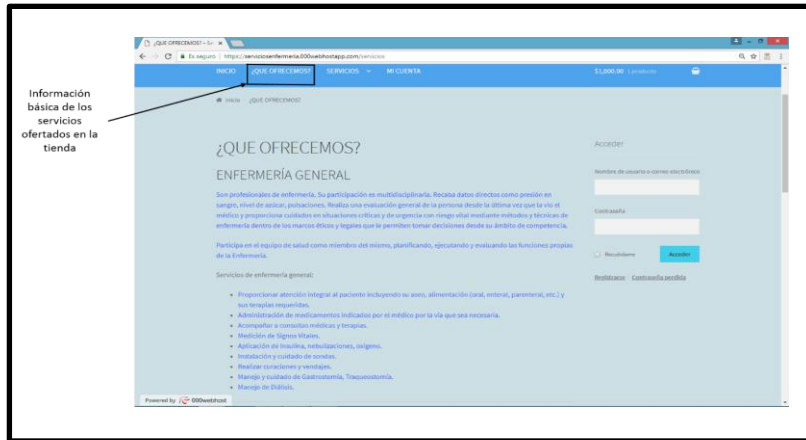 ¿QUE OFRECEMOS? – Se
Es seguro | https://serviciosenfermeria.000webhostapp.com/servicios
INICIO ¿QUE OFRECEMOS? SERVICIOS MI CUENTA
INICIO ¿QUE OFRECEMOS?
Información
básica de los
servicios
ofertados en la
tienda
¿QUE OFRECEMOS?
ENFERMERÍA GENERAL
Son profesionales de enfermería. Su participación es multidisciplinaria. Recaba datos directos como presión en
sangre, nivel de azúcar, pulsaciones. Realiza una evaluación general de la persona desde la última vez que la vio el
médico y proporciona cuidados en situaciones críticas y de urgencia con riesgo vital mediante métodos y técnicas de
enfermería dentro de los marcos éticos y legales que le permiten tomar decisiones desde su ámbito de competencia.
Participa en el equipo de salud como miembro del mismo, planificando, ejecutando y evaluando las funciones propias
de la Enfermería.
Servicios de enfermería general:
Proporcionar atención integral al paciente incluyendo su aseo, alimentación (oral, enteral, parenteral, etc.) y
sus terapias requeridas.
Administración de medicamentos indicados por el médico por la vía que sea necesaria.
Acompañar a consultas médicas y terapias.
Medición de Signos Vitales.
Aplicación de Insulina, nebulizaciones, oxígeno.
Instalación y cuidado de sondas.
Realizar curaciones y vendajes.
Manejo y cuidado de Gastrostomía, Traqueostomía.
Manejo de Diálisis.
Acceder
Nombre de usuario o correo electrónico
Contraseña
Recuérdame Acceder
Registrarse Contraseña perdida
Powered by 000webhost